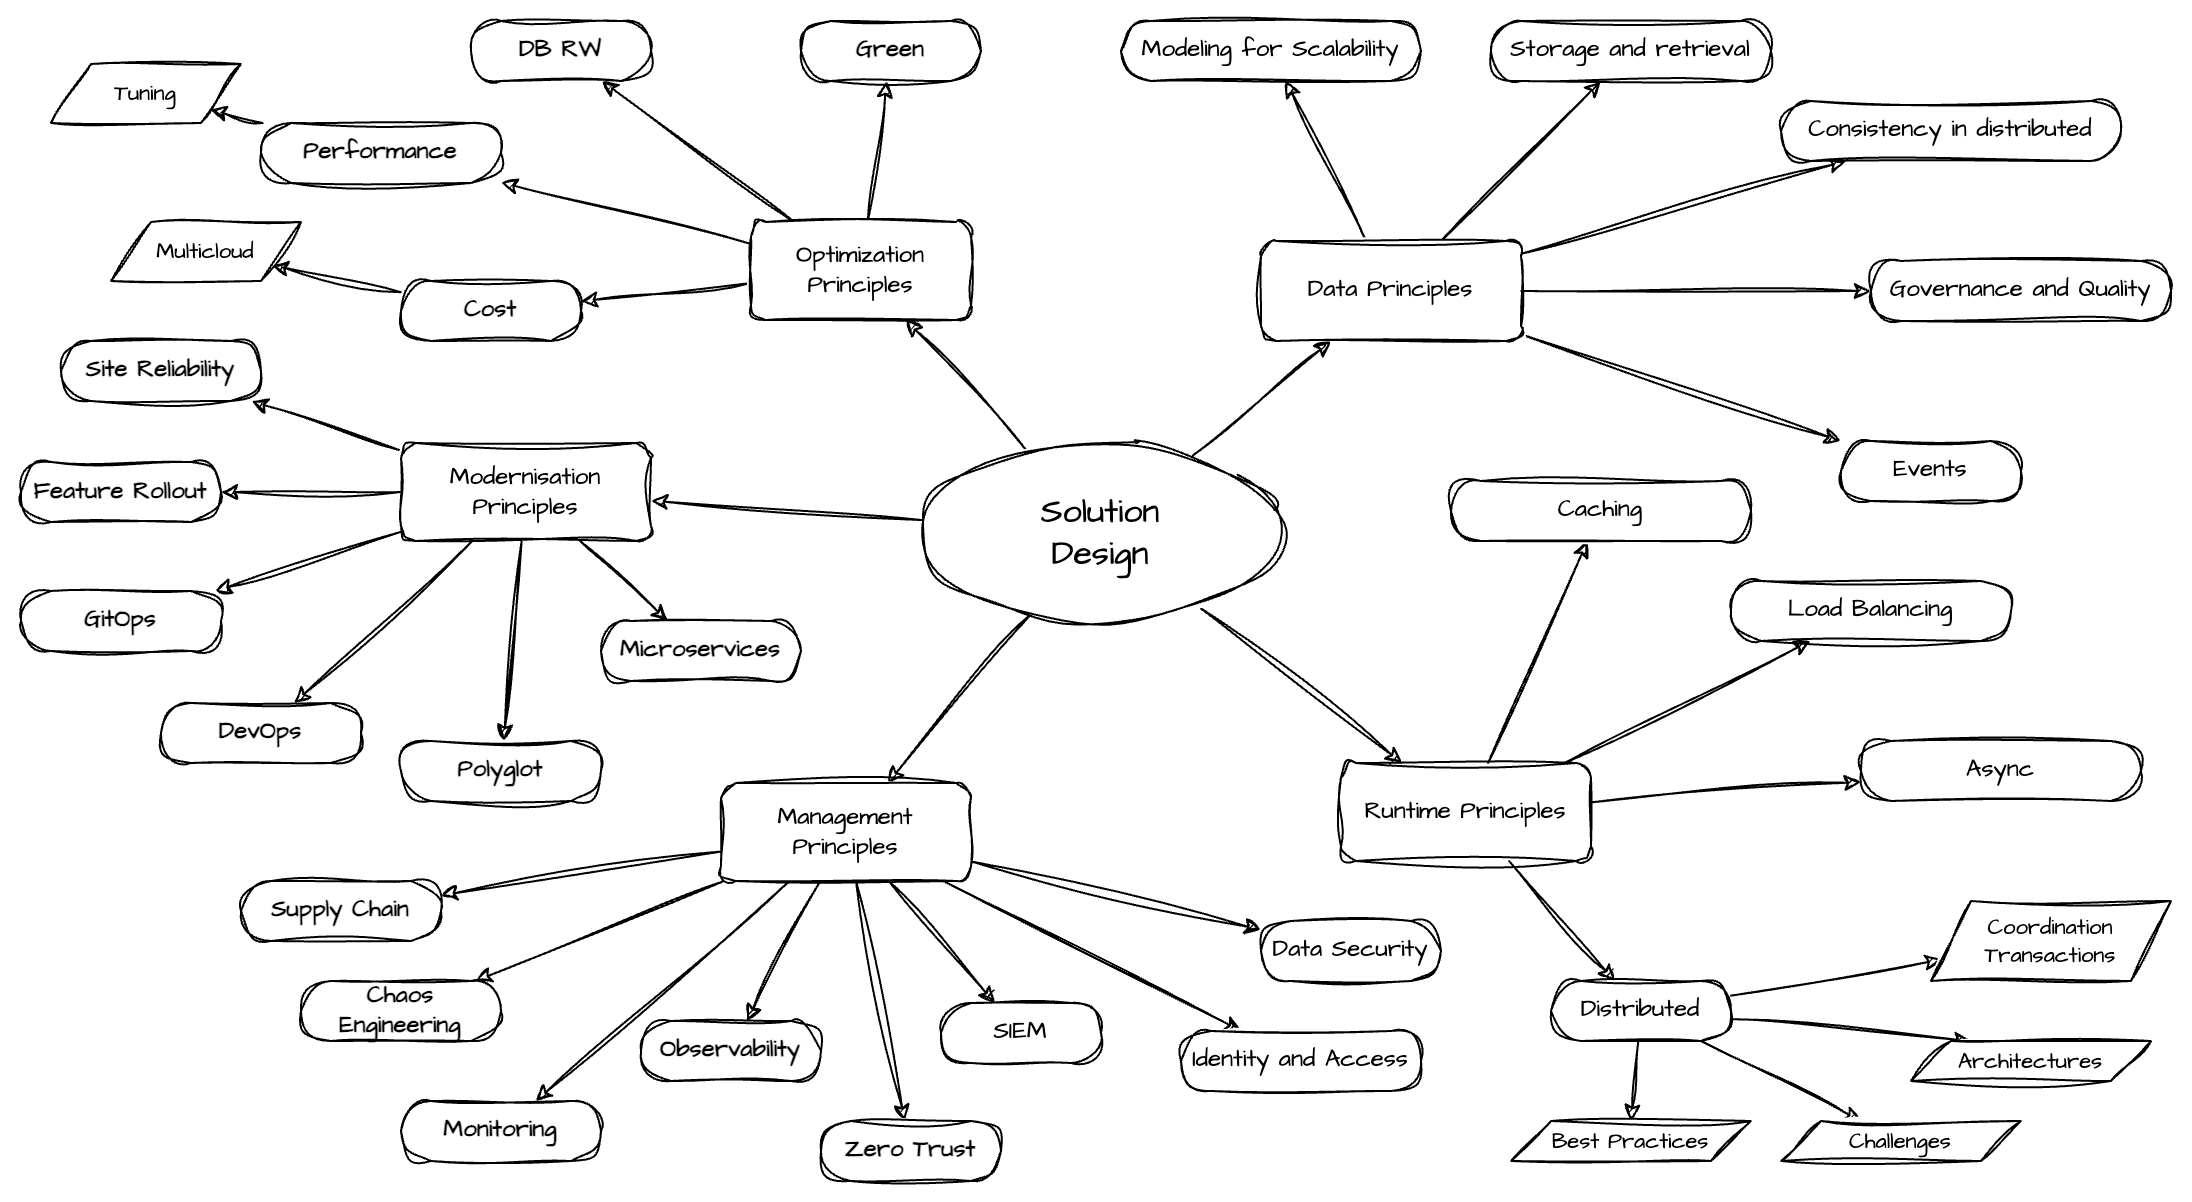 DB RW
Green
Modeling for Scalability
Storage and retrieval
Tuning
Performance
Consistency in distributed
Multicloud
Cost
Optimization
Principles
Data Principles
Governance and Quality
Site Reliability
Feature Rollout
Modernisation
Principles
Solution
Design
Events
Caching
GitOps
Microservices
Load Balancing
DevOps
Polyglot
Async
Management
Principles
Runtime Principles
Supply Chain
Data Security
Chaos
Engineering
Observability
SIEM
Identity and Access
Monitoring
Zero Trust
Distributed
Coordination
Transactions
Architectures
Best Practices
Challenges